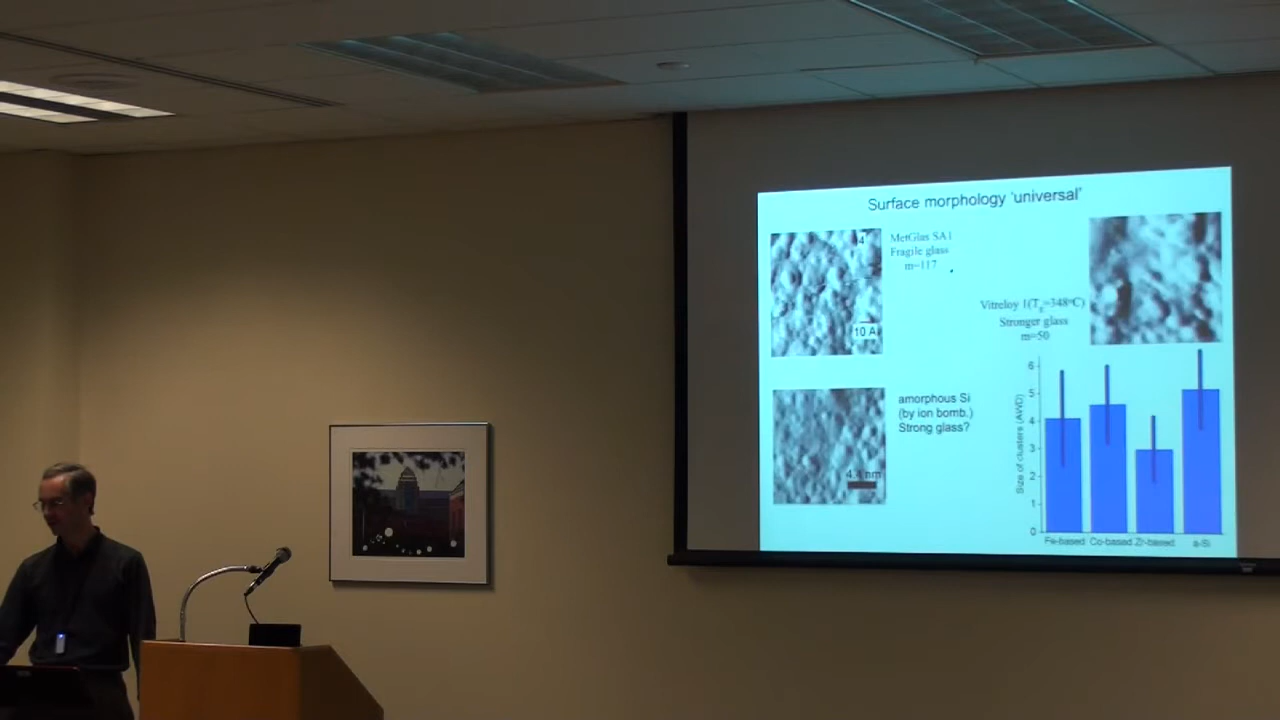 Surface morphology 'universal'
4
10 A
MetGlas SA1
Fragile glass
m=117
Vitreloy 1(Tg=348°C)
Stronger glass
m=50
amorphous Si
(by ion bomb.)
Strong glass?
4.4 nm
Size of clusters (AWD)
6
5
4
3
2
1
0
Fe-based Co-based Zr-based a-Si